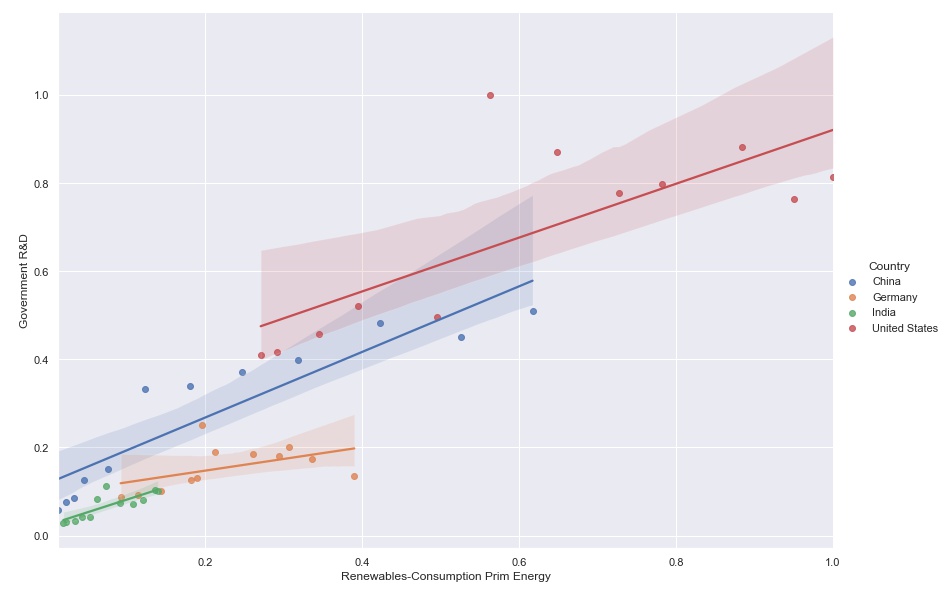 1.0
0.8
0.6
0.4
0.2
0.0
Government R&D
0.2
0.4
0.6
0.8
1.0
Renewables-Consumption Prim Energy
Country
China
Germany
India
United States